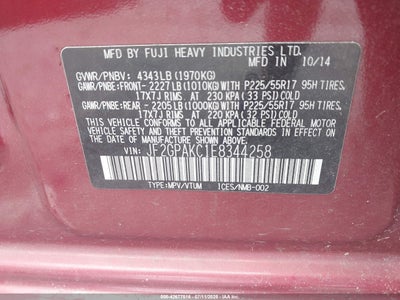 MFD. BY FUJI HEAVY INDUSTRIES LTD.
MFD IN 10/14
GVWR/PNBV: 4343LB (1970KG)
GAWR/PNBE:FRONT- 2227LB (1010KG)WITH P225/55R17 95H TIRES,
17X7J RIMS AT 230 KPA (33 PSI)COLD
GAWR/PNBE:REAR - 2205LB (1000KG)WITH P225/55R17 95H TIRES,
17X7J RIMS AT 220 KPA (32 PSI)COLD
THIS VEHICLE CONFORMS TO ALL APPLICABLE FEDERAL MOTOR
VEHICLE SAFETY STANDARDS IN EFFECT ON THE
DATE OF MANUFACTURE SHOWN ABOVE.
VIN: JF2GPAKC1E8344258
TYPE:MPV/VTUM ICES/NMB-002